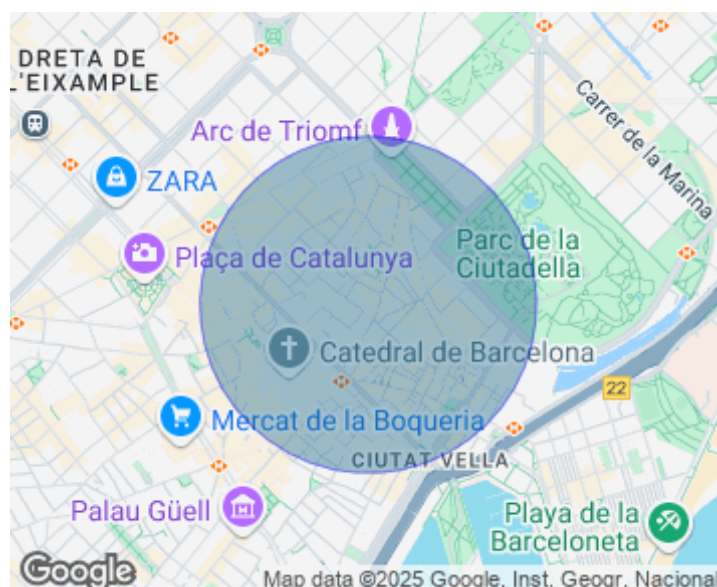 DRETA DE
L'EIXAMPLE
Arc de Triomf
Carrer de la Marina
ZARA
Parc de la
Ciutadella
Plaça de Catalunya
Catedral de Barcelona
22
Mercat de la Boqueria
CIUTAT VELLA
Palau Güell
Playa de la
Barceloneta
Google
Map data ©2025 Google, Inst. Geogr. Nacional